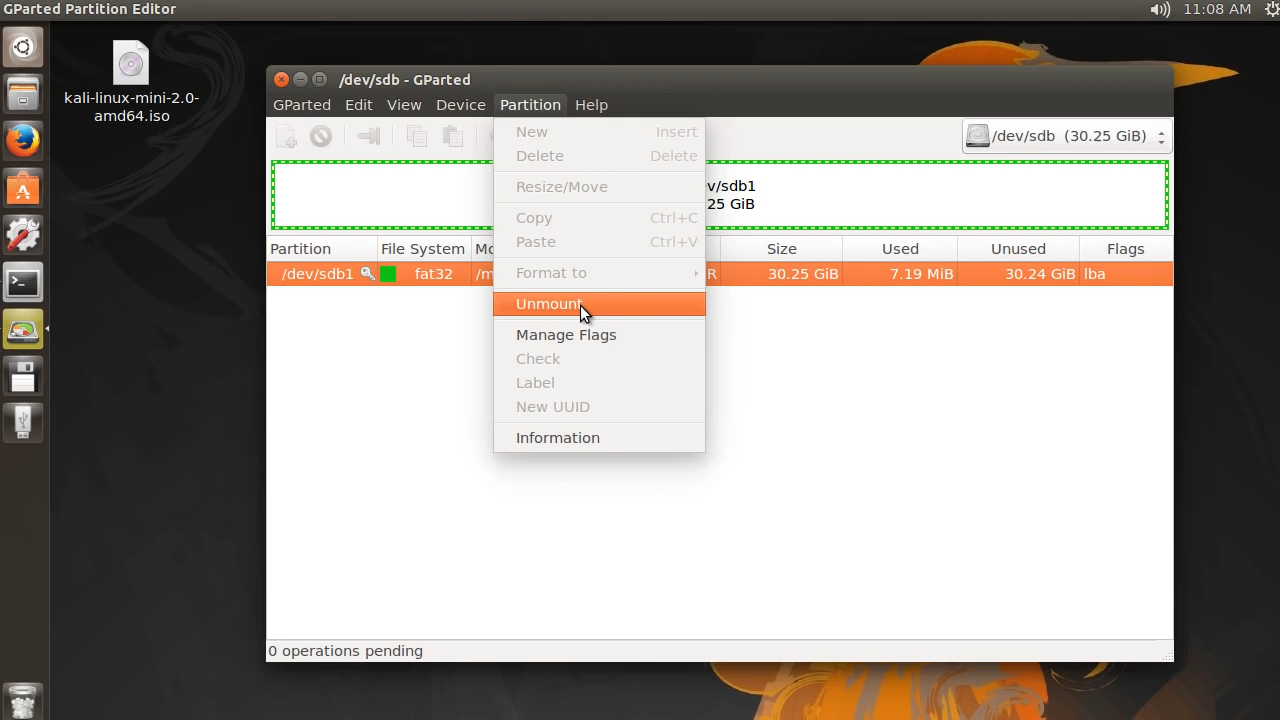 GParted Partition Editor
11:08 AM
kali-linux-mini-2.0-
amd64.iso
/dev/sdb - GParted
GParted Edit View Device Partition Help
/dev/sdb (30.25 GiB)
New Insert
Delete Delete
Resize/Move
Copy Ctrl+C
Paste Ctrl+V
Format to
Unmount
Manage Flags
Check
Label
New UUID
Information
v/sdb1
25 GiB
Partition File System Mo Size Used Unused Flags
/dev/sdb1 fat32 /m R 30.25 GiB 7.19 MiB 30.24 GiB lba
0 operations pending